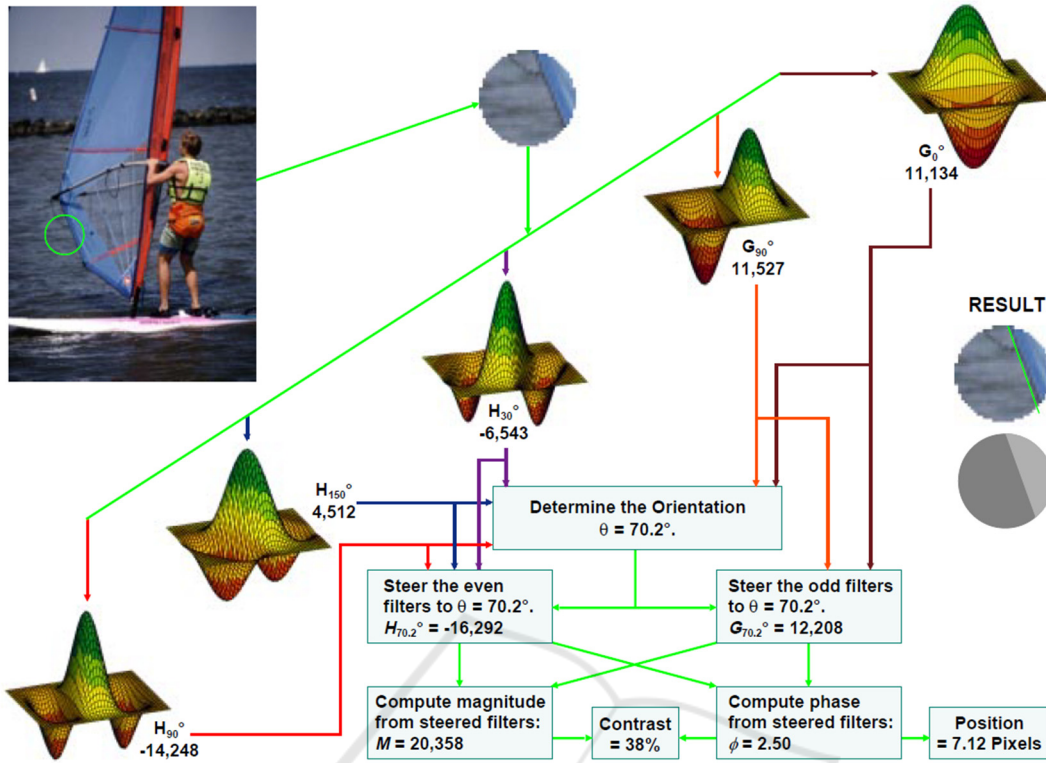 G0°
11,134
G90°
11,527
RESULT
H30°
-6,543
H150°
4,512
Determine the Orientation
θ = 70.2°.
Steer the even
filters to θ = 70.2°.
H70.2° = -16,292
Steer the odd filters
to θ = 70.2°.
G70.2° = 12,208
H90°
-14,248
Compute magnitude
from steered filters:
M = 20,358
Contrast
= 38%
Compute phase
from steered filters:
ϕ = 2.50
Position
= 7.12 Pixels